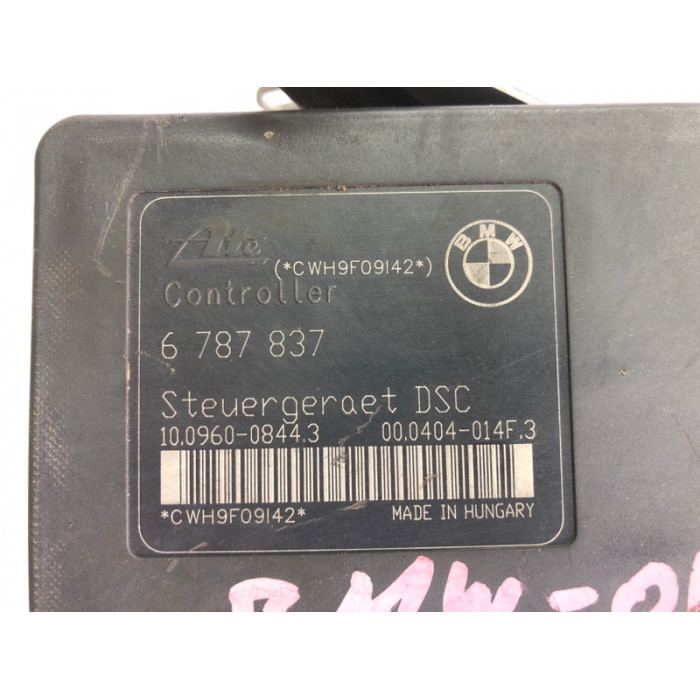 Ate
(*CWH9F09142*)
BMW
Controller
6 787 837
Steuergeraet DSC
10.0960-0844.3 00.0404-014F.3
*CWH9F09142*
MADE IN HUNGARY
BMW-